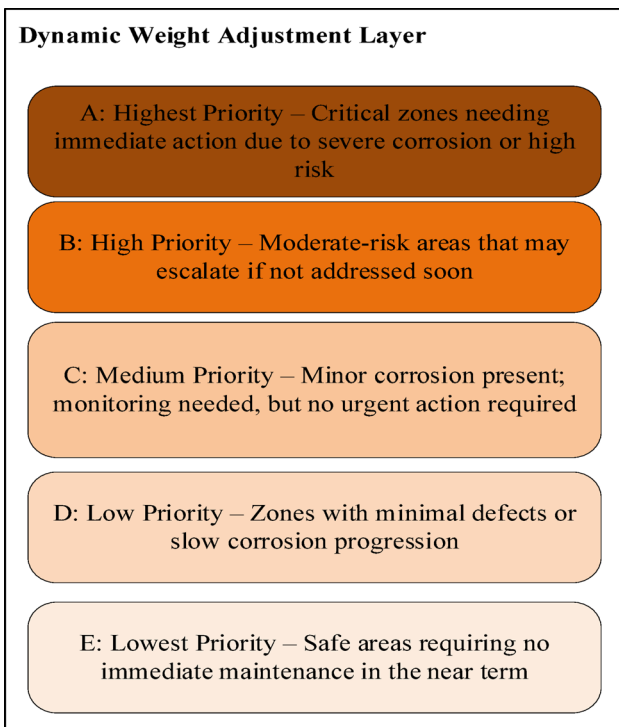 Dynamic Weight Adjustment Layer
A: Highest Priority – Critical zones needing
immediate action due to severe corrosion or high
risk
B: High Priority – Moderate-risk areas that may
escalate if not addressed soon
C: Medium Priority – Minor corrosion present;
monitoring needed, but no urgent action required
D: Low Priority – Zones with minimal defects or
slow corrosion progression
E: Lowest Priority – Safe areas requiring no
immediate maintenance in the near term